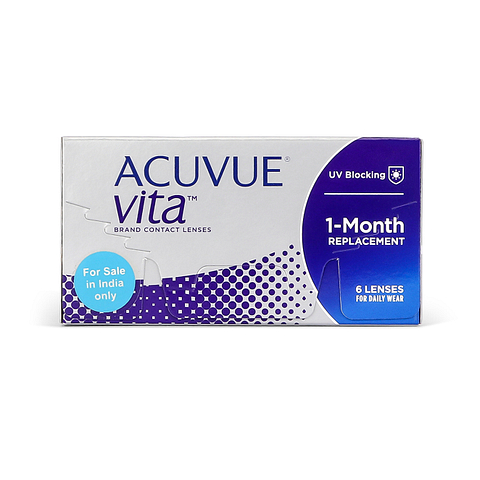 ACUVUE®
vita™
BRAND CONTACT LENSES
For Sale
in India
only
UV Blocking
1-Month
REPLACEMENT
6 LENSES
FOR DAILY WEAR